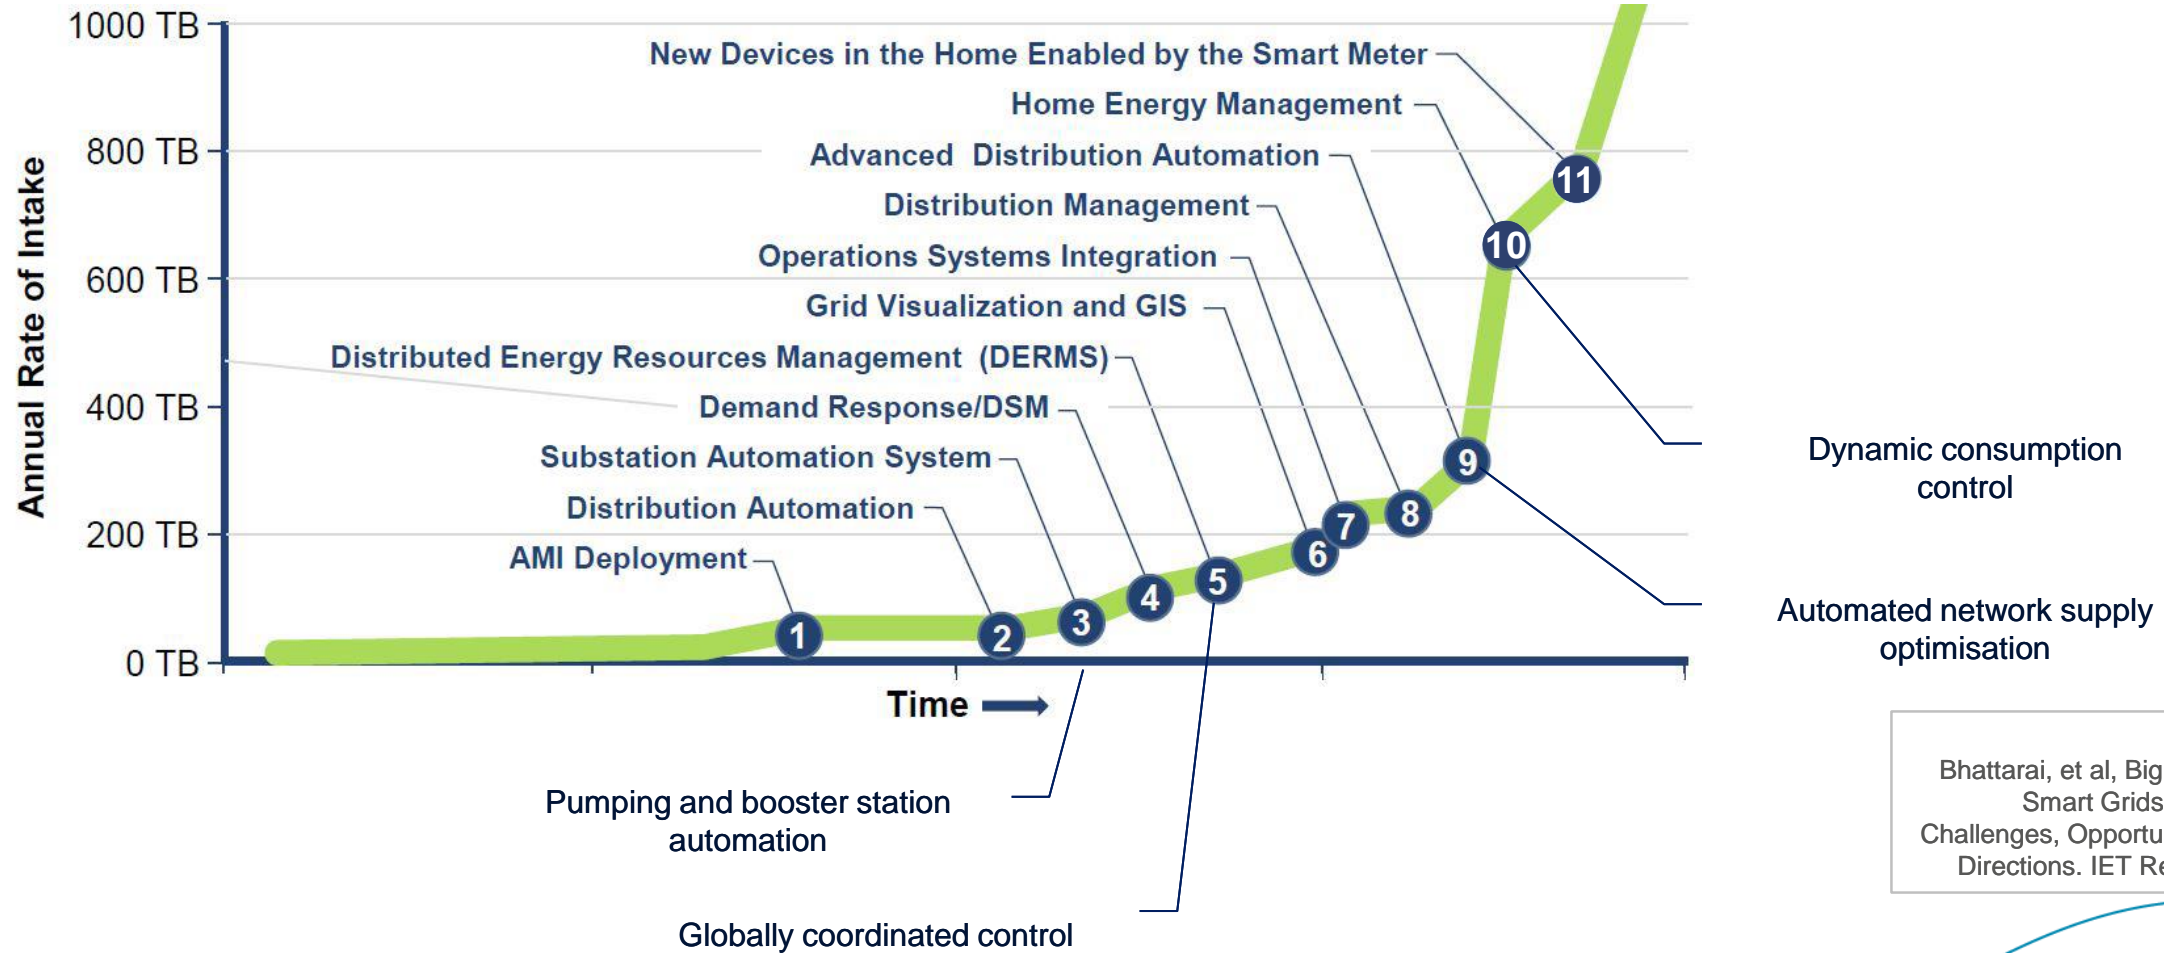 1000 TB
800 TB
600 TB
400 TB
200 TB
0 TB
Annual Rate of Intake
New Devices in the Home Enabled by the Smart Meter
Home Energy Management
Advanced Distribution Automation
Distribution Management
Operations Systems Integration
Grid Visualization and GIS
Distributed Energy Resources Management (DERMS)
Demand Response/DSM
Substation Automation System
Distribution Automation
AMI Deployment
1
2
3
4
5
6
7
8
9
10
11
Time
Dynamic consumption
control
Automated network supply
optimisation
Pumping and booster station
automation
Globally coordinated control
Bhattarai, et al, Big
Smart Grids
Challenges, Opportu
Directions. IET Re